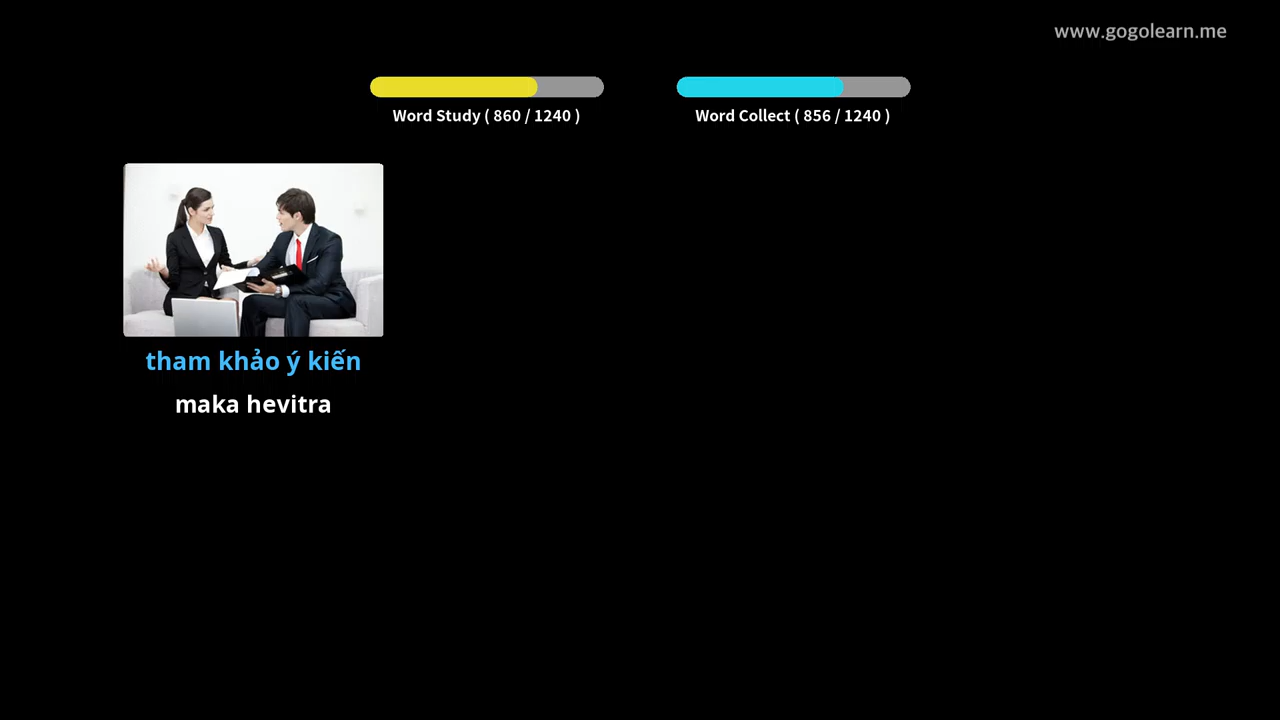 www.gogolearn.me
Word Study ( 860 / 1240 )
Word Collect ( 856 / 1240 )
tham khảo ý kiến
maka hevitra